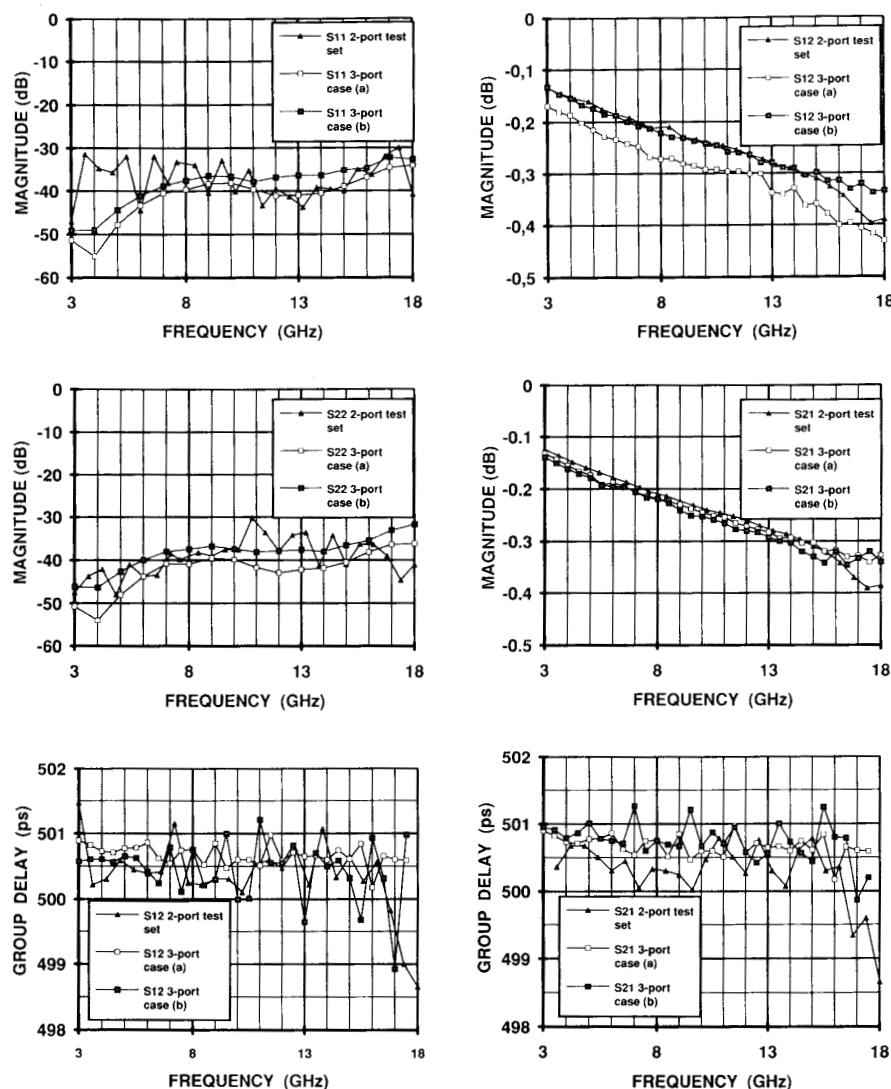 0
-10
-20
-30
-40
-50
-60
MAGNITUDE (dB)
S11 2-port test
set
S11 3-port
case (a)
S11 3-port
case (b)
3
8
13
18
FREQUENCY (GHz)
0
-0,1
-0,2
-0,3
-0,4
-0,5
MAGNITUDE (dB)
S12 2-port test
set
S12 3-port
case (a)
S12 3-port
case (b)
3
8
13
18
FREQUENCY (GHz)
0
-10
-20
-30
-40
-50
-60
MAGNITUDE (dB)
S22 2-port test
set
S22 3-port
case (a)
S22 3-port
case (b)
3
8
13
18
FREQUENCY (GHz)
0
-0.1
-0.2
-0.3
-0.4
-0.5
MAGNITUDE (dB)
S21 2-port test
set
S21 3-port
case (a)
S21 3-port
case (b)
3
8
13
18
FREQUENCY (GHz)
502
501
500
499
498
GROUP DELAY (ps)
S12 2-port test
set
S12 3-port
case (a)
S12 3-port
case (b)
3
8
13
18
FREQUENCY (GHz)
502
501
500
499
498
GROUP DELAY (ps)
S21 2-port test
set
S21 3-port
case (a)
S21 3-port
case (b)
3
8
13
18
FREQUENCY (GHz)